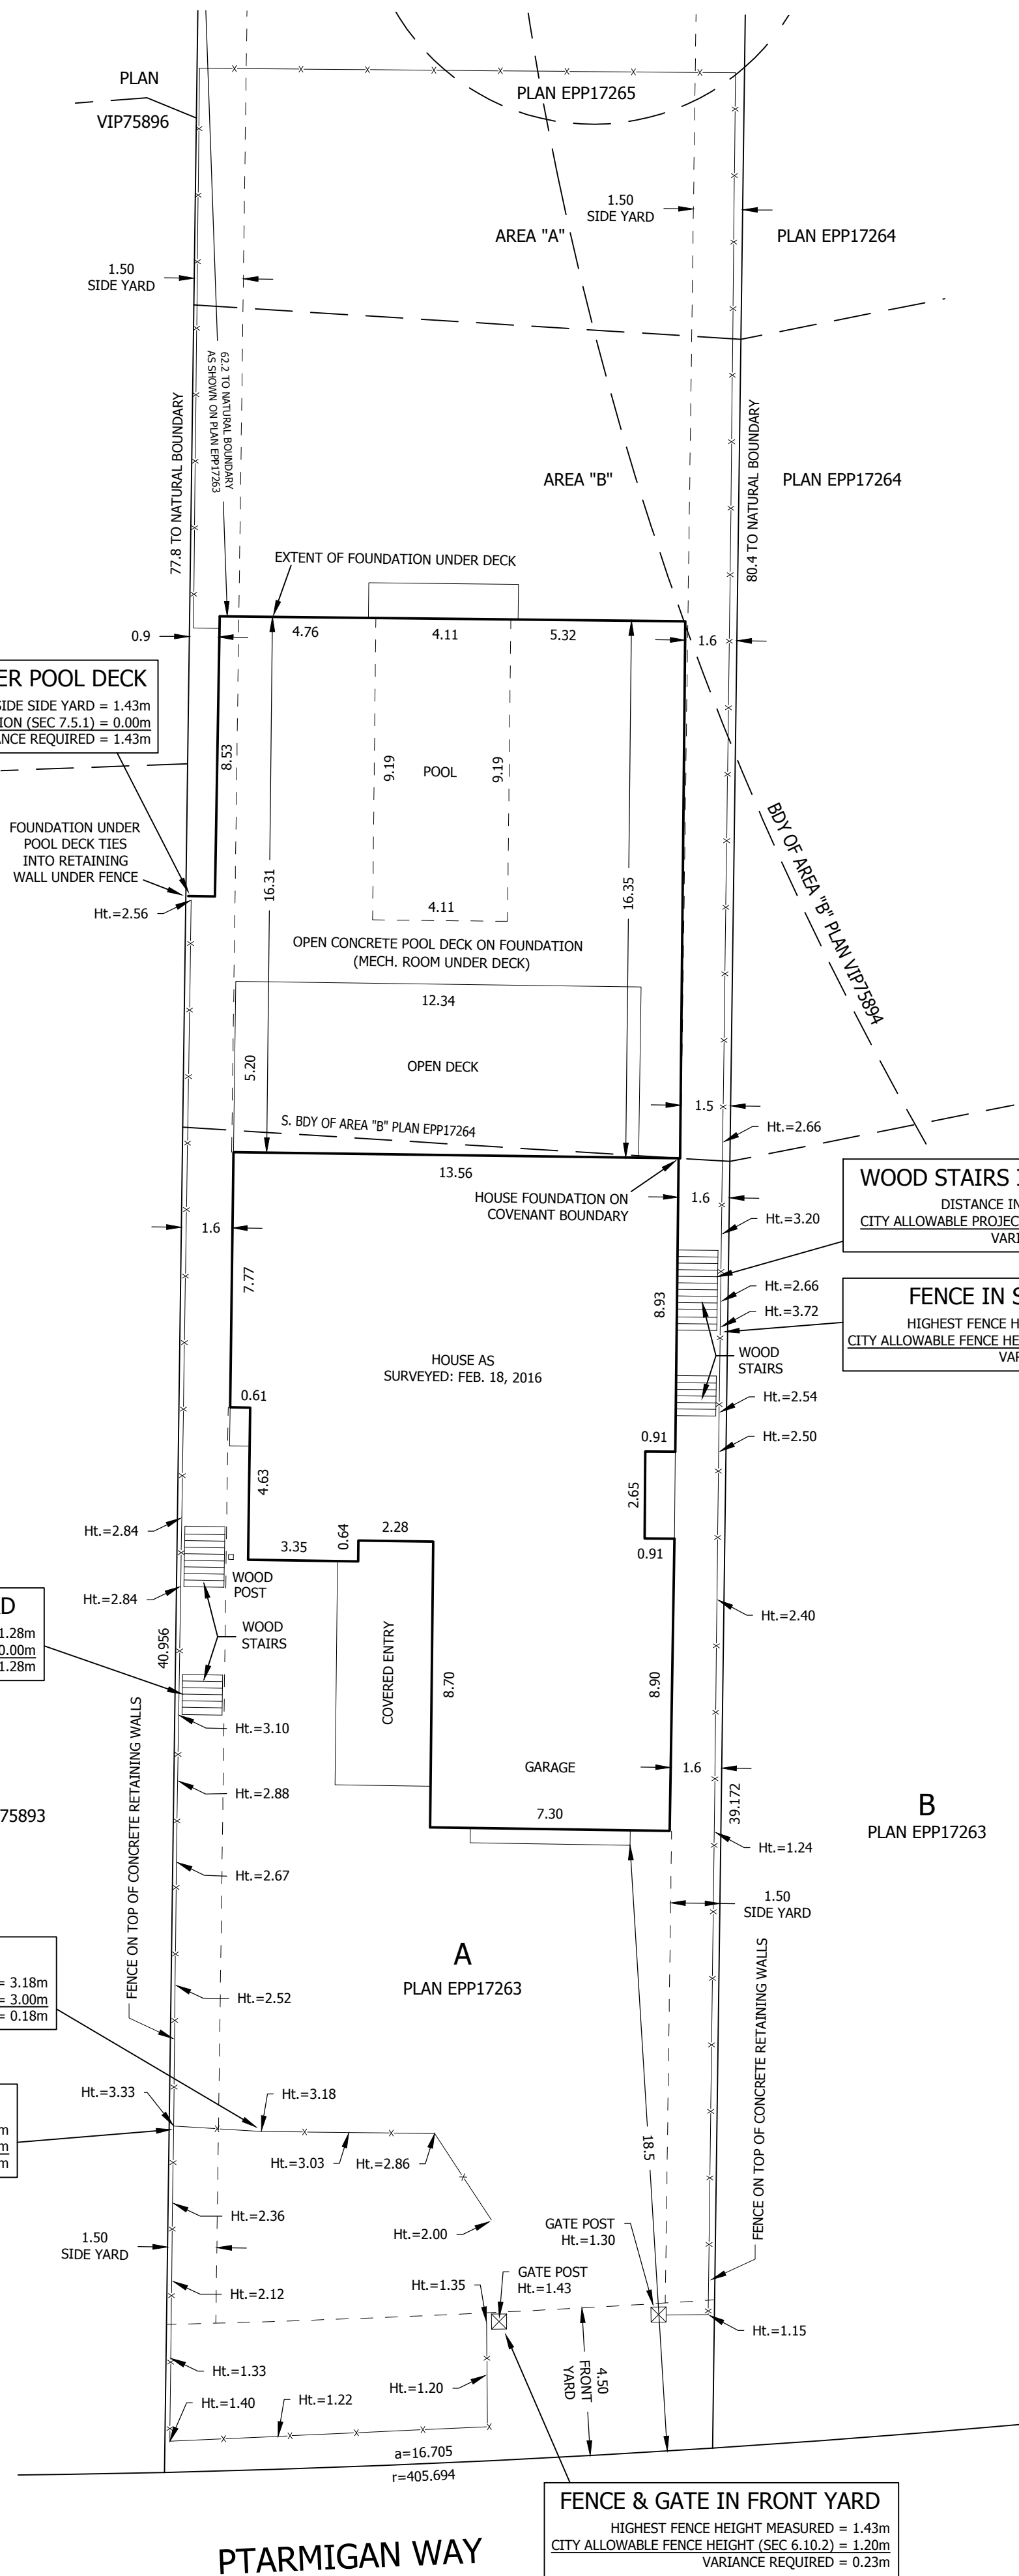 PLAN
VIP75896
PLAN EPP17265
1.50
SIDE YARD
AREA "A"
PLAN EPP17264
1.50
SIDE YARD
62.2 TO NATURAL BOUNDARY
AS SHOWN ON PLAN EPP17263
77.8 TO NATURAL BOUNDARY
80.4 TO NATURAL BOUNDARY
AREA "B"
PLAN EPP17264
EXTENT OF FOUNDATION UNDER DECK
0.9
4.76
4.11
5.32
1.6
ER POOL DECK
SIDE SIDE YARD = 1.43m
ION (SEC 7.5.1) = 0.00m
ANCE REQUIRED = 1.43m
8.53
9.19
POOL
9.19
FOUNDATION UNDER
POOL DECK TIES
INTO RETAINING
WALL UNDER FENCE
Ht.=2.56
16.31
16.35
4.11
BDY OF AREA "B" PLAN VIP75894
OPEN CONCRETE POOL DECK ON FOUNDATION
(MECH. ROOM UNDER DECK)
12.34
5.20
OPEN DECK
1.5
S. BDY OF AREA "B" PLAN EPP17264
Ht.=2.66
13.56
HOUSE FOUNDATION ON
COVENANT BOUNDARY
1.6
1.6
WOOD STAIRS
DISTANCE IN
CITY ALLOWABLE PROJEC
VARI
Ht.=3.20
7.77
8.93
Ht.=2.66
Ht.=3.72
FENCE IN S
HIGHEST FENCE H
CITY ALLOWABLE FENCE HE
VAR
WOOD
STAIRS
HOUSE AS
SURVEYED: FEB. 18, 2016
0.61
Ht.=2.54
Ht.=2.50
0.91
4.63
2.65
Ht.=2.84
3.35
0.64
2.28
0.91
WOOD
POST
Ht.=2.84
Ht.=2.40
D
1.28m
0.00m
1.28m
40.956
WOOD
STAIRS
COVERED ENTRY
8.70
8.90
Ht.=3.10
FENCE ON TOP OF CONCRETE RETAINING WALLS
GARAGE
1.6
39.172
Ht.=2.88
75893
7.30
B
PLAN EPP17263
Ht.=1.24
Ht.=2.67
1.50
SIDE YARD
A
PLAN EPP17263
= 3.18m
= 3.00m
= 0.18m
Ht.=2.52
FENCE ON TOP OF CONCRETE RETAINING WALLS
Ht.=3.33
Ht.=3.18
m
m
m
Ht.=3.03
Ht.=2.86
18.5
Ht.=2.36
Ht.=2.00
GATE POST
Ht.=1.30
1.50
SIDE YARD
GATE POST
Ht.=1.43
Ht.=1.35
Ht.=2.12
Ht.=1.15
Ht.=1.33
4.50
FRONT
YARD
Ht.=1.20
Ht.=1.40
Ht.=1.22
a=16.705
r=405.694
FENCE & GATE IN FRONT YARD
HIGHEST FENCE HEIGHT MEASURED = 1.43m
CITY ALLOWABLE FENCE HEIGHT (SEC 6.10.2) = 1.20m
VARIANCE REQUIRED = 0.23m
PTARMIGAN WAY